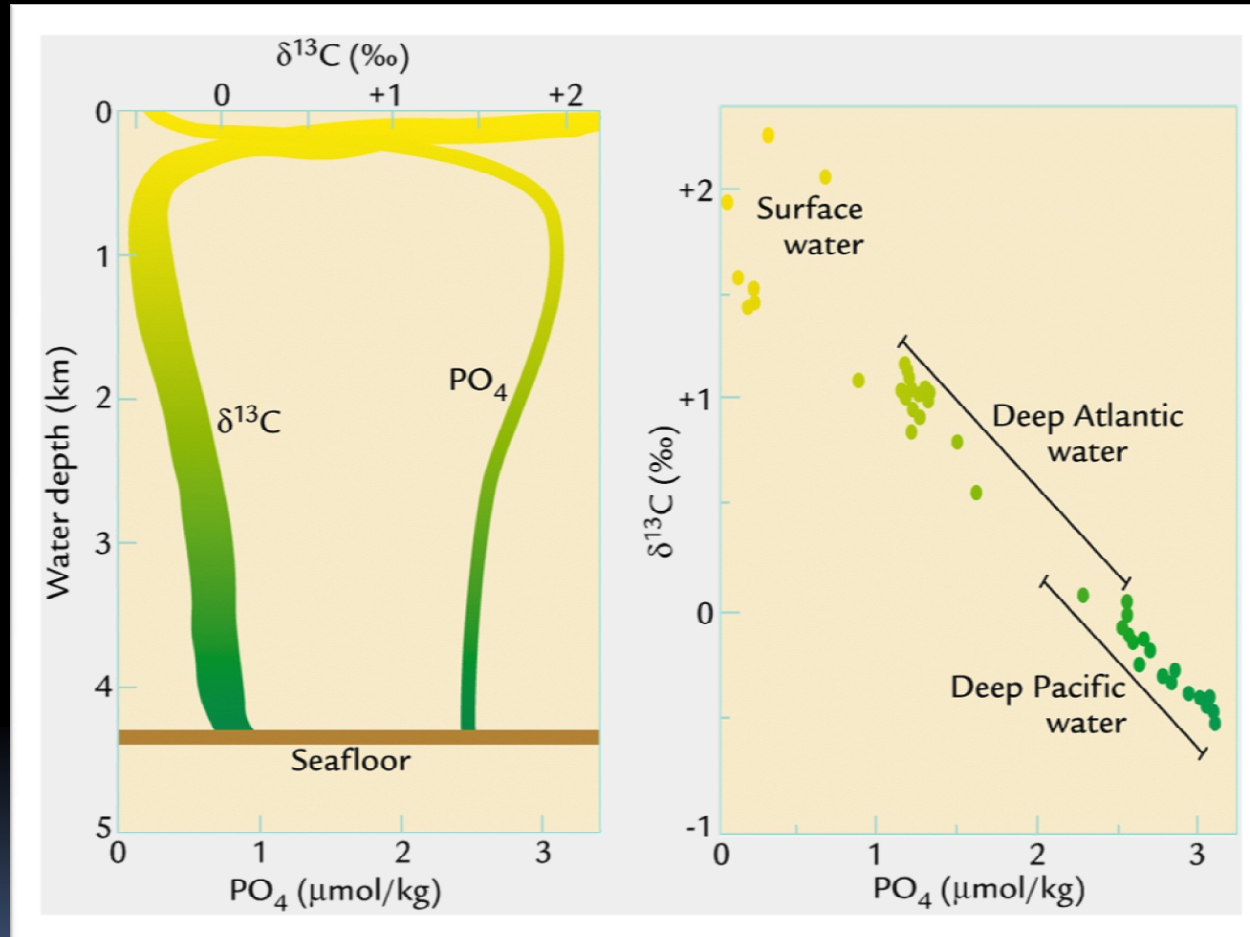 δ¹³C (‰)
0 +1 +2
0
1
2
3
4
5
Water depth (km)
δ¹³C
PO₄
Seafloor
0 1 2 3
PO₄ (μmol/kg)
+2
+1
0
-1
δ¹³C (‰)
Surface
water
Deep Atlantic
water
Deep Pacific
water
0 1 2 3
PO₄ (μmol/kg)